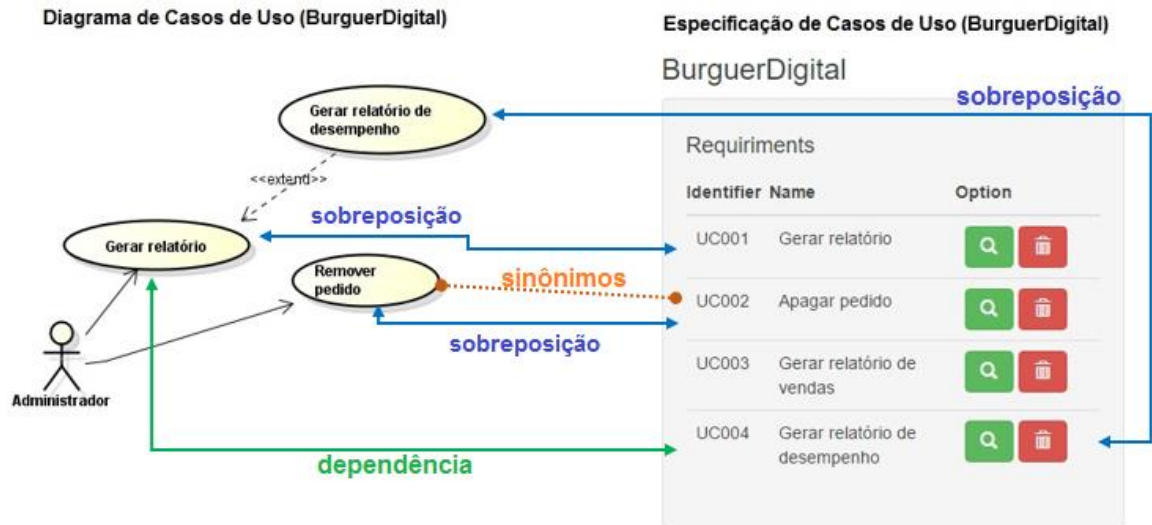 Diagrama de Casos de Uso (BurguerDigital)
Gerar relatório de
desempenho
<<extend>>
sobreposição
Gerar relatório
Remover
pedido
sinônimos
sobreposição
Administrador
dependência
Especificação de Casos de Uso (BurguerDigital)
BurguerDigital
sobreposição
Requiriments
Identifier Name Option
UC001 Gerar relatório
UC002 Apagar pedido
UC003 Gerar relatório de
vendas
UC004 Gerar relatório de
desempenho